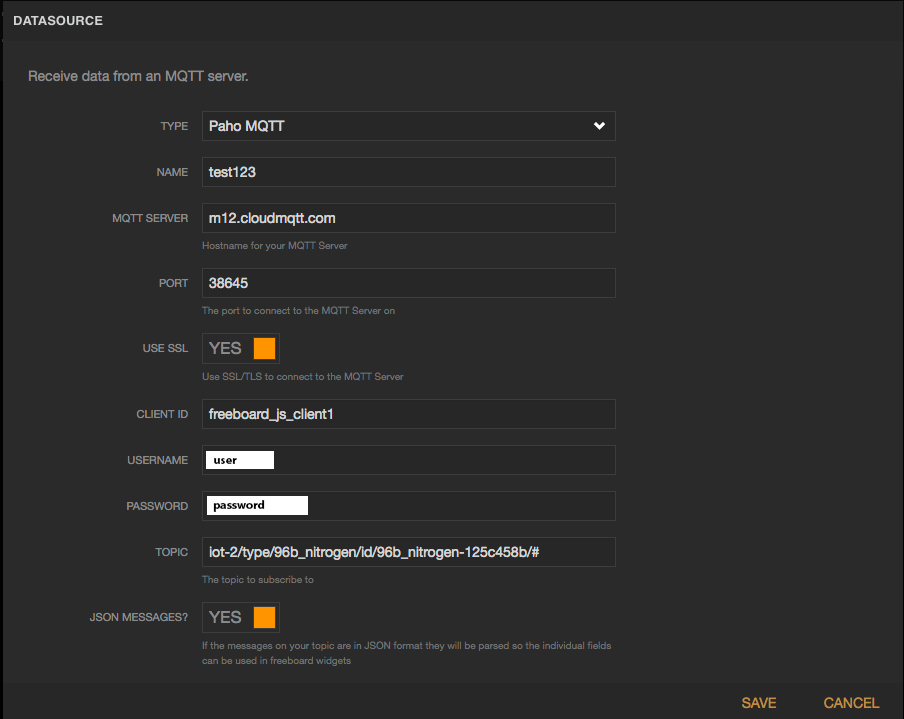 DATASOURCE
Receive data from an MQTT server.
TYPE Paho MQTT
NAME test123
MQTT SERVER m12.cloudmqtt.com
Hostname for your MQTT Server
PORT 38645
The port to connect to the MQTT Server on
USE SSL YES
Use SSL/TLS to connect to the MQTT Server
CLIENT ID freeboard_js_client1
USERNAME user
PASSWORD password
TOPIC iot-2/type/96b_nitrogen/id/96b_nitrogen-125c458b/#
The topic to subscribe to
JSON MESSAGES? YES
If the messages on your topic are in JSON format they will be parsed so the individual fields
can be used in freeboard widgets
SAVE CANCEL